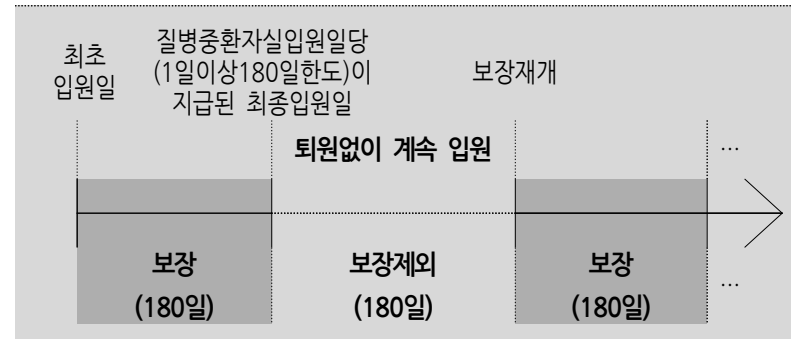 최초
입원일
질병중환자실입원일당
(1일이상180일한도)이
지급된 최종입원일
보장재개
퇴원없이 계속 입원
…
보장
(180일)
보장제외
(180일)
보장
(180일)
…